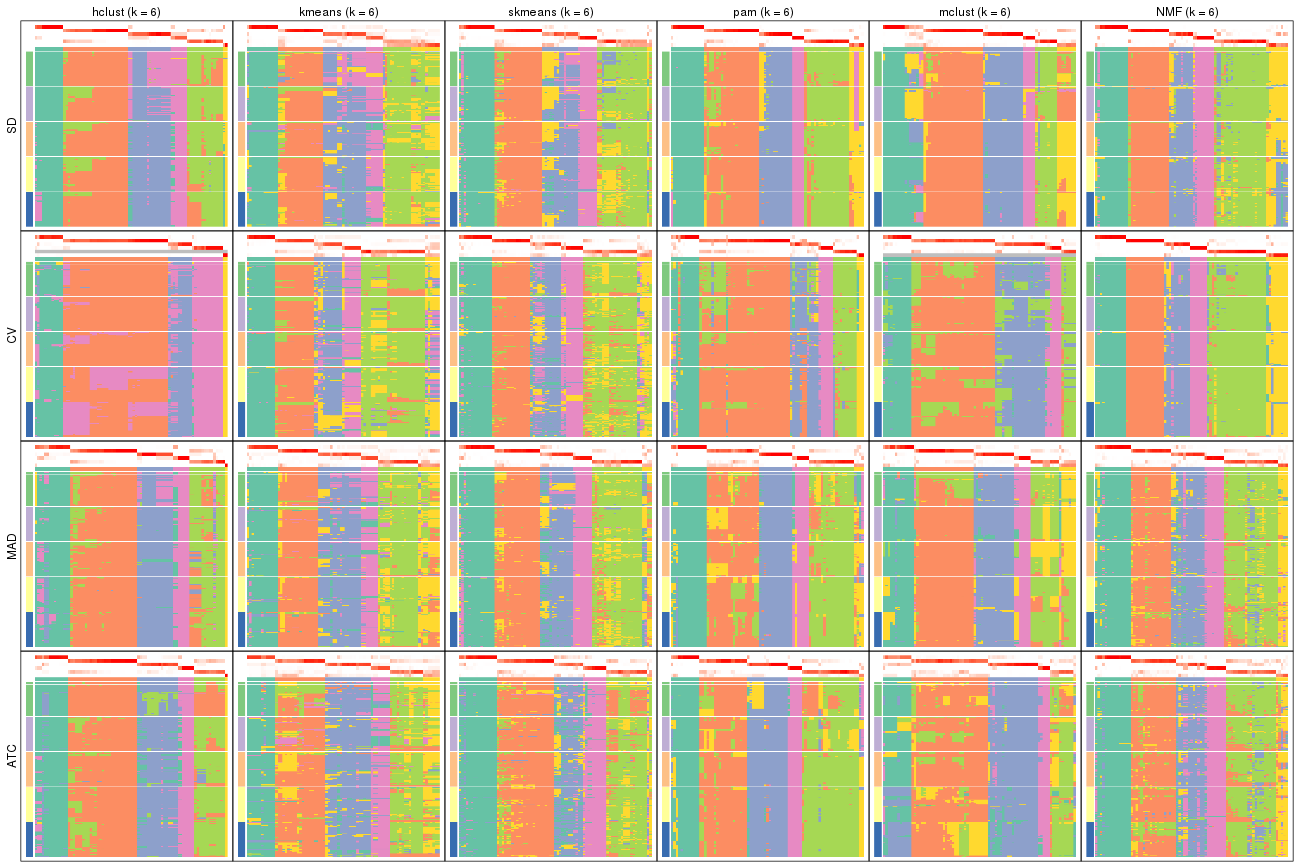 hclust (k = 6) kmeans (k = 6) skmeans (k = 6) pam (k = 6) mclust (k = 6) NMF (k = 6)
SD
CV
MAD
ATC